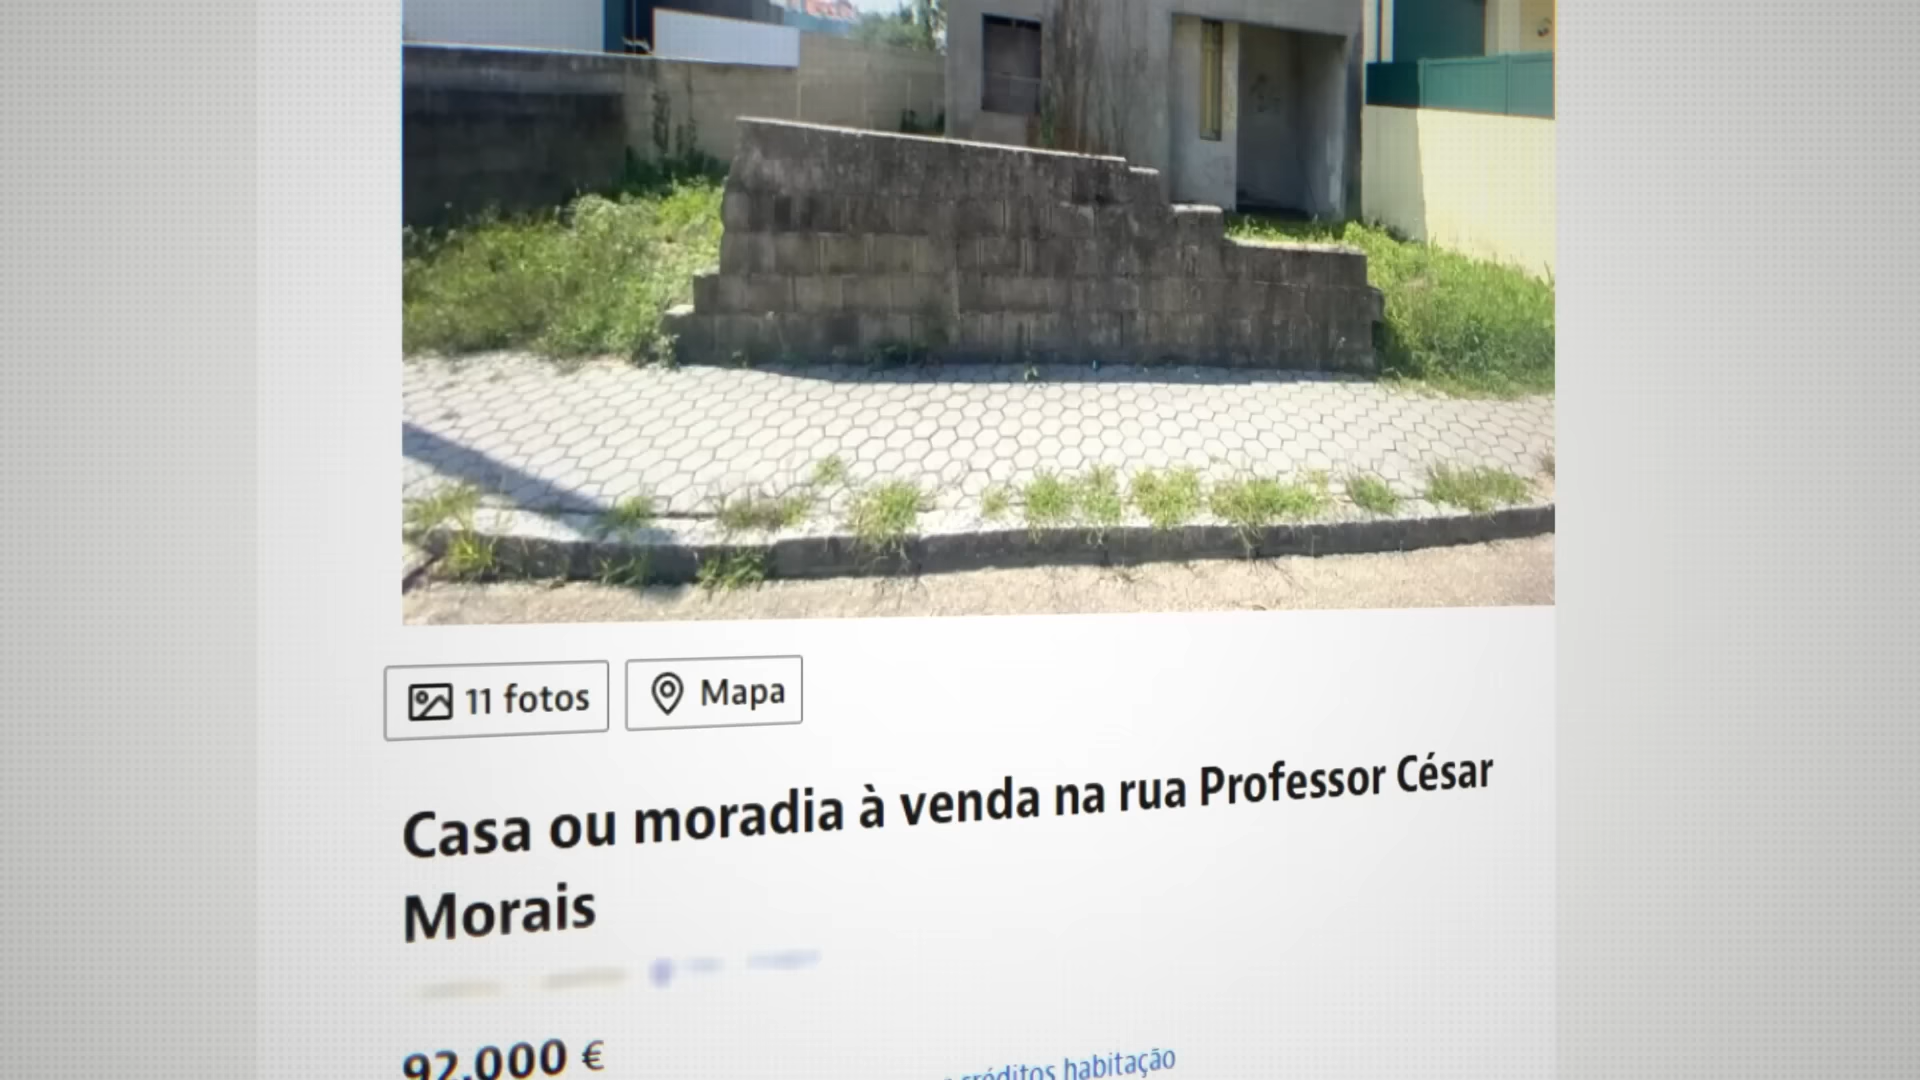 11 fotos
Mapa
Casa ou moradia à venda na rua Professor César
Morais
92.000 €
créditos habitação